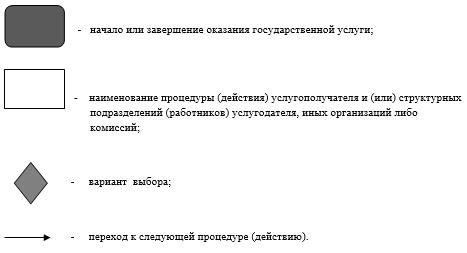 - начало или завершение оказания государственной услуги;
- наименование процедуры (действия) услугополучателя и (или) структурных
подразделений (работников) услугодателя, иных организаций либо
комиссий;
- вариант выбора;
- переход к следующей процедуре (действию).